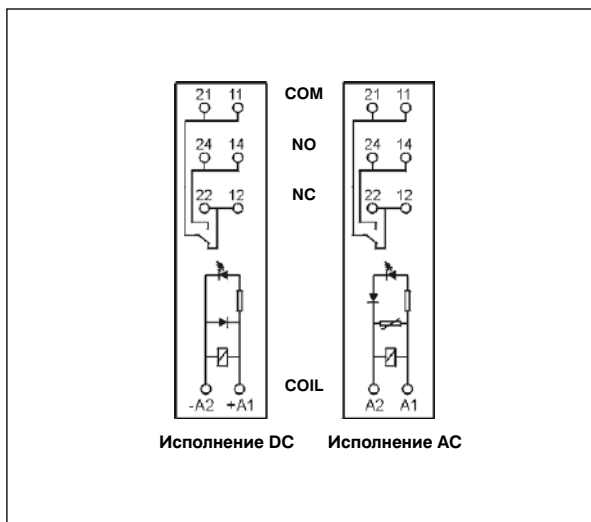 21 11 COM 21 11
24 14 NO 24 14
22 12 NC 22 12
COIL
-A2 +A1 A2 A1
Исполнение DC Исполнение AC